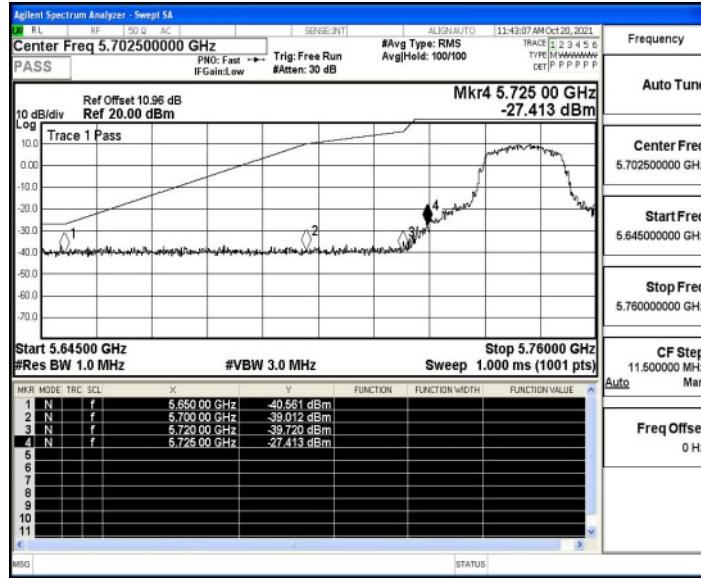 Agilent Spectrum Analyzer - Swept SA
RL RF 50 Ω AC SENSE:INT ALIGNAUTO 11:43:07 AM Oct 20, 2021
Center Freq 5.702500000 GHz
PNO: Fast
IFGain:Low
Trig: Free Run
#Atten: 30 dB
#Avg Type: RMS
Avg|Hold: 100/100
TRACE 1 2 3 4 5 6
TYPE MWWWWW
DET P P P P P P
PASS
Mkr4 5.725 00 GHz
-27.413 dBm
Ref Offset 10.96 dB
10 dB/div Ref 20.00 dBm
Log
Trace 1 Pass
10.0
0.00
-10.0
-20.0
-30.0
-40.0
-50.0
-60.0
-70.0
1
2
3
4
Start 5.64500 GHz
Stop 5.76000 GHz
#Res BW 1.0 MHz #VBW 3.0 MHz Sweep 1.000 ms (1001 pts)
MKR MODE TRC SCL X Y FUNCTION FUNCTION WIDTH FUNCTION VALUE
1 N f 5.650 00 GHz -40.561 dBm
2 N f 5.700 00 GHz -39.012 dBm
3 N f 5.720 00 GHz -39.720 dBm
4 N f 5.725 00 GHz -27.413 dBm
5
6
7
8
9
10
11
MSG STATUS
Frequency
Auto Tune
Center Freq
5.702500000 GHz
Start Freq
5.645000000 GHz
Stop Freq
5.760000000 GHz
CF Step
11.500000 MHz
Auto Man
Freq Offset
0 Hz